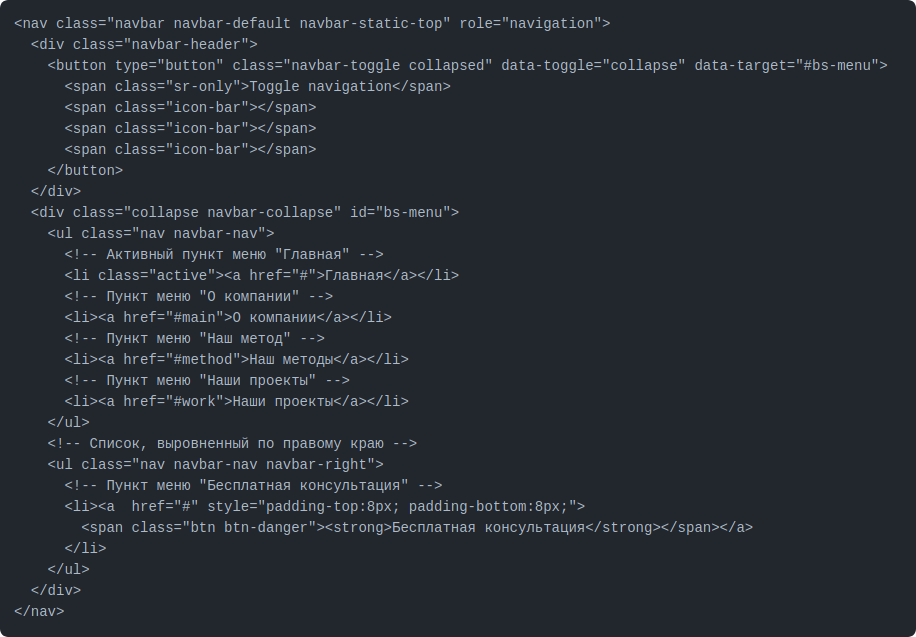 <nav class="navbar navbar-default navbar-static-top" role="navigation">
  <div class="navbar-header">
    <button type="button" class="navbar-toggle collapsed" data-toggle="collapse" data-target="#bs-menu">
      <span class="sr-only">Toggle navigation</span>
      <span class="icon-bar"></span>
      <span class="icon-bar"></span>
      <span class="icon-bar"></span>
    </button>
  </div>
  <div class="collapse navbar-collapse" id="bs-menu">
    <ul class="nav navbar-nav">
      <!-- Активный пункт меню "Главная" -->
      <li class="active"><a href="#">Главная</a></li>
      <!-- Пункт меню "О компании" -->
      <li><a href="#main">О компании</a></li>
      <!-- Пункт меню "Наш метод" -->
      <li><a href="#method">Наш методы</a></li>
      <!-- Пункт меню "Наши проекты" -->
      <li><a href="#work">Наши проекты</a></li>
    </ul>
    <!-- Список, выровненный по правому краю -->
    <ul class="nav navbar-nav navbar-right">
      <!-- Пункт меню "Бесплатная консультация" -->
      <li><a  href="#" style="padding-top:8px; padding-bottom:8px;">
        <span class="btn btn-danger"><strong>Бесплатная консультация</strong></span></a>
      </li>
    </ul>
  </div>
</nav>